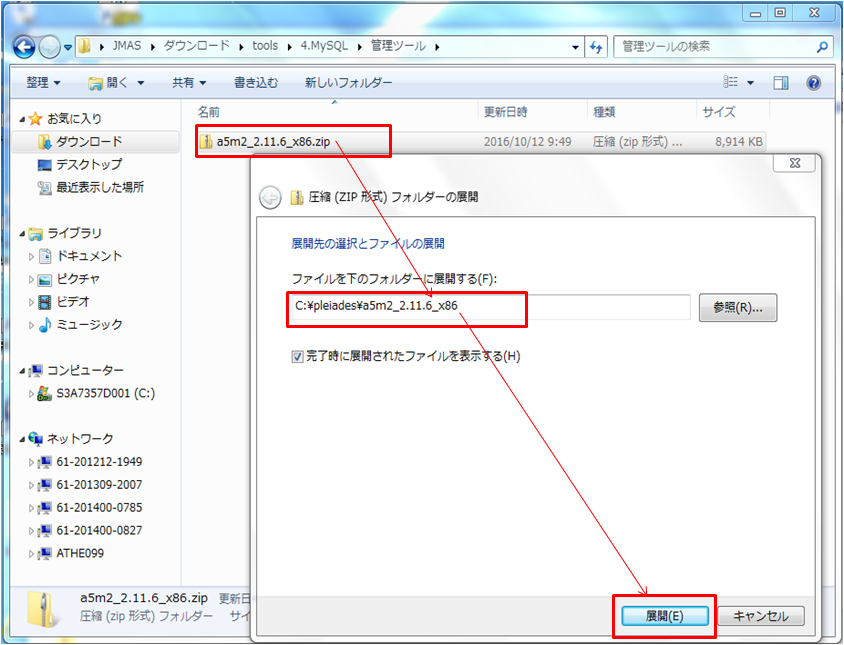 JMAS ダウンロード tools 4.MySQL 管理ツール
管理ツールの検索
整理 開く 共有 書き込む 新しいフォルダー
名前 更新日時 種類 サイズ
a5m2_2.11.6_x86.zip 2016/10/12 9:49 圧縮 (zip 形式) ... 8,914 KB
お気に入り
ダウンロード
デスクトップ
最近表示した場所
ライブラリ
ドキュメント
ピクチャ
ビデオ
ミュージック
コンピューター
S3A7357D001 (C:)
ネットワーク
61-201212-1949
61-201309-2007
61-201400-0785
61-201400-0827
ATHE099
圧縮 (ZIP 形式) フォルダーの展開
展開先の選択とファイルの展開
ファイルを下のフォルダーに展開する(F):
C:¥pleiades¥a5m2_2.11.6_x86
参照(R)...
完了時に展開されたファイルを表示する(H)
展開(E) キャンセル
a5m2_2.11.6_x86.zip 更新日
圧縮 (zip 形式) フォルダー サイ